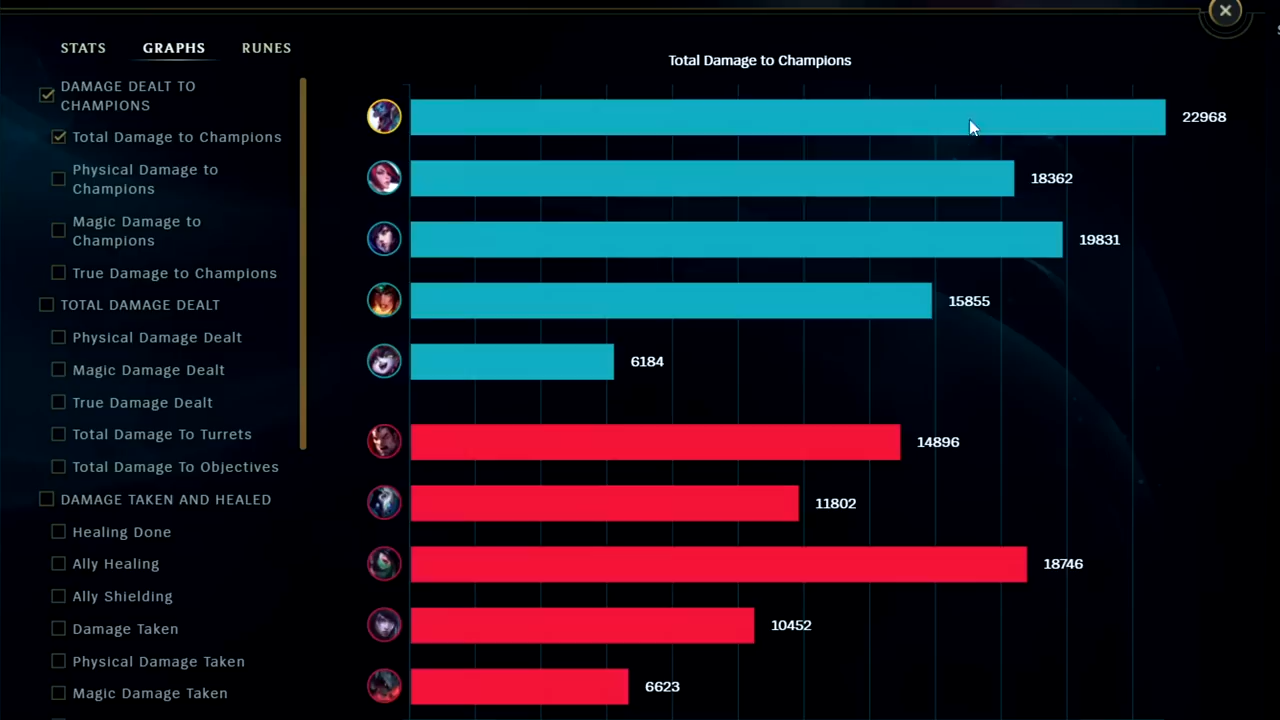 STATS GRAPHS RUNES
DAMAGE DEALT TO
CHAMPIONS
Total Damage to Champions
Physical Damage to
Champions
Magic Damage to
Champions
True Damage to Champions
TOTAL DAMAGE DEALT
Physical Damage Dealt
Magic Damage Dealt
True Damage Dealt
Total Damage To Turrets
Total Damage To Objectives
DAMAGE TAKEN AND HEALED
Healing Done
Ally Healing
Ally Shielding
Damage Taken
Physical Damage Taken
Magic Damage Taken
Total Damage to Champions
22968
18362
19831
15855
6184
14896
11802
18746
10452
6623